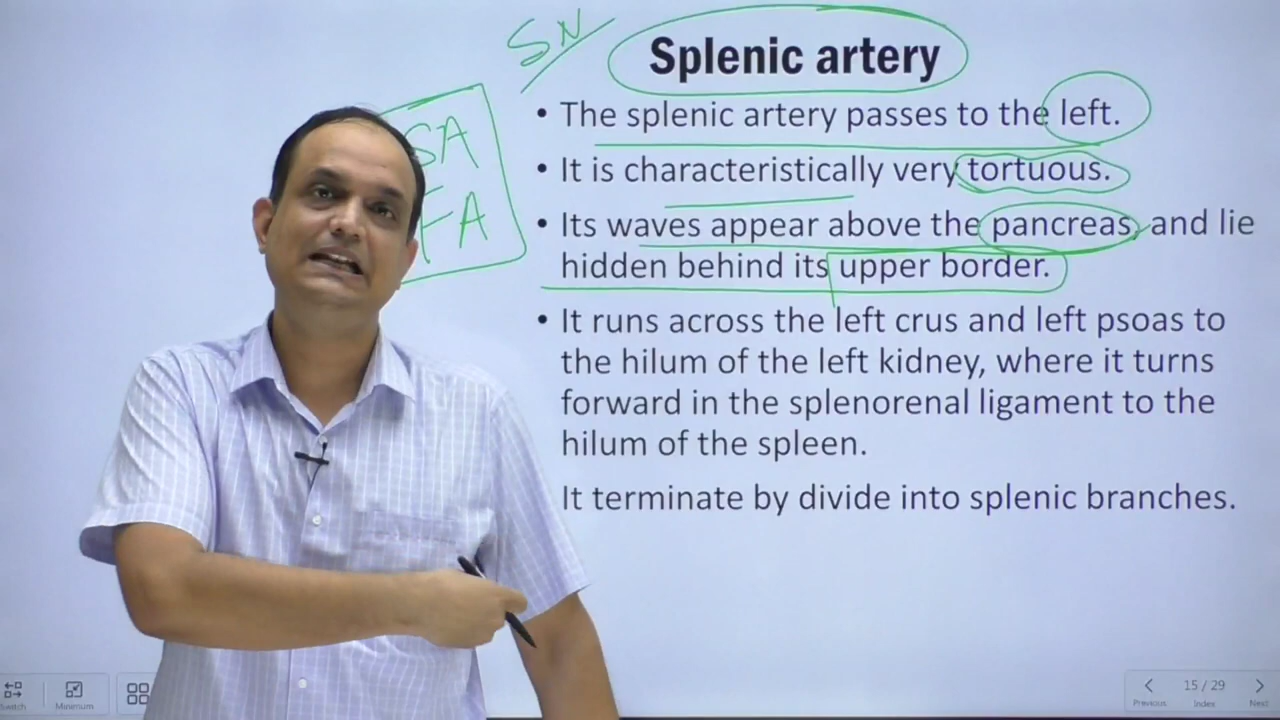 SN
Splenic artery
• The splenic artery passes to the left.
• It is characteristically very tortuous.
• Its waves appear above the pancreas, and lie
hidden behind its upper border.
• It runs across the left crus and left psoas to
the hilum of the left kidney, where it turns
forward in the splenorenal ligament to the
hilum of the spleen.
It terminate by divide into splenic branches.
SA
FA
Switch
Minimum
Previous
15 / 29
Index
Next